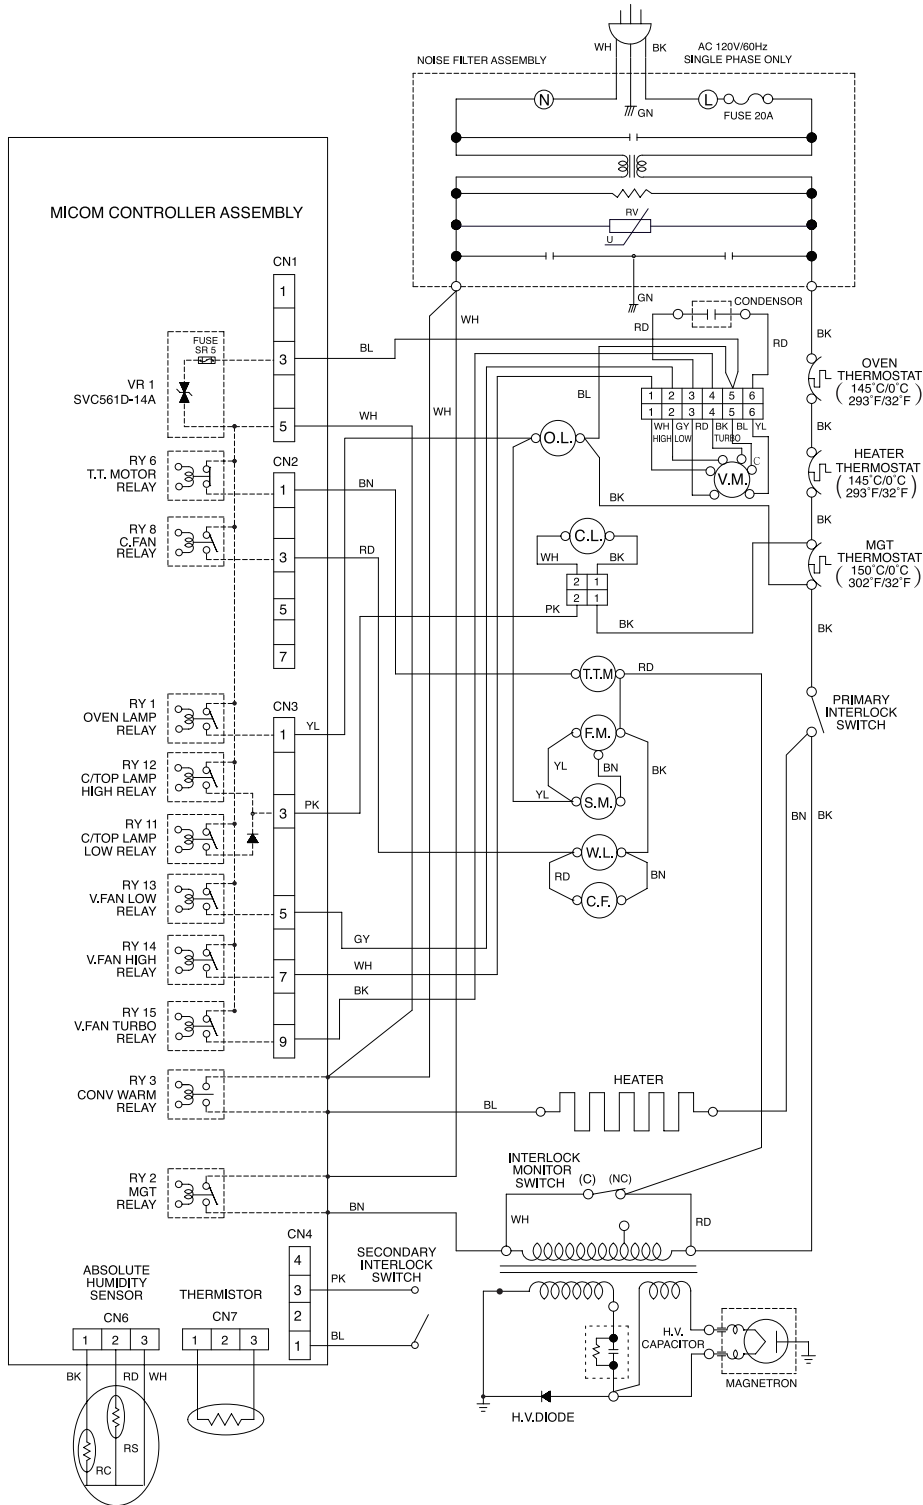 WH
BK
AC 120V/60Hz
SINGLE PHASE ONLY
NOISE FILTER ASSEMBLY
N
L
GN
FUSE 20A
RV
U
GN
MICOM CONTROLLER ASSEMBLY
CN1
1
3
5
FUSE
SR 5
VR 1
SVC561D-14A
BL
WH
WH
WH
RD
CONDENSOR
RD
BK
OVEN
THERMOSTAT
(145°C/0°C
293°F/32°F)
BK
HEATER
THERMOSTAT
(145°C/0°C
293°F/32°F)
BK
MGT
THERMOSTAT
(150°C/0°C
302°F/32°F)
BK
BL
1 2 3 4 5 6
1 2 3 4 5 6
WH GY RD BK BL YL
HIGH LOW TURBO
C
V.M.
O.L.
BK
RY 6
T.T. MOTOR
RELAY
CN2
1
3
5
7
BN
RY 8
C.FAN
RELAY
RD
C.L.
WH
BK
2 1
2 1
PK
BK
T.T.M
RD
PRIMARY
INTERLOCK
SWITCH
RY 1
OVEN LAMP
RELAY
CN3
1
3
5
7
9
YL
F.M.
YL
BN
BK
BN
BK
RY 12
C/TOP LAMP
HIGH RELAY
PK
YL
S.M.
RY 11
C/TOP LAMP
LOW RELAY
W.L.
RD
BN
C.F.
RY 13
V.FAN LOW
RELAY
GY
RY 14
V.FAN HIGH
RELAY
WH
RY 15
V.FAN TURBO
RELAY
BK
RY 3
CONV WARM
RELAY
BL
HEATER
RY 2
MGT
RELAY
BN
INTERLOCK
MONITOR
SWITCH
(C)
(NC)
WH
RD
CN4
4
3
2
1
PK
BL
SECONDARY
INTERLOCK
SWITCH
ABSOLUTE
HUMIDITY
SENSOR
CN6
1 2 3
BK
RD
WH
RS
RC
THERMISTOR
CN7
1 2 3
H.V.
CAPACITOR
MAGNETRON
H.V.DIODE